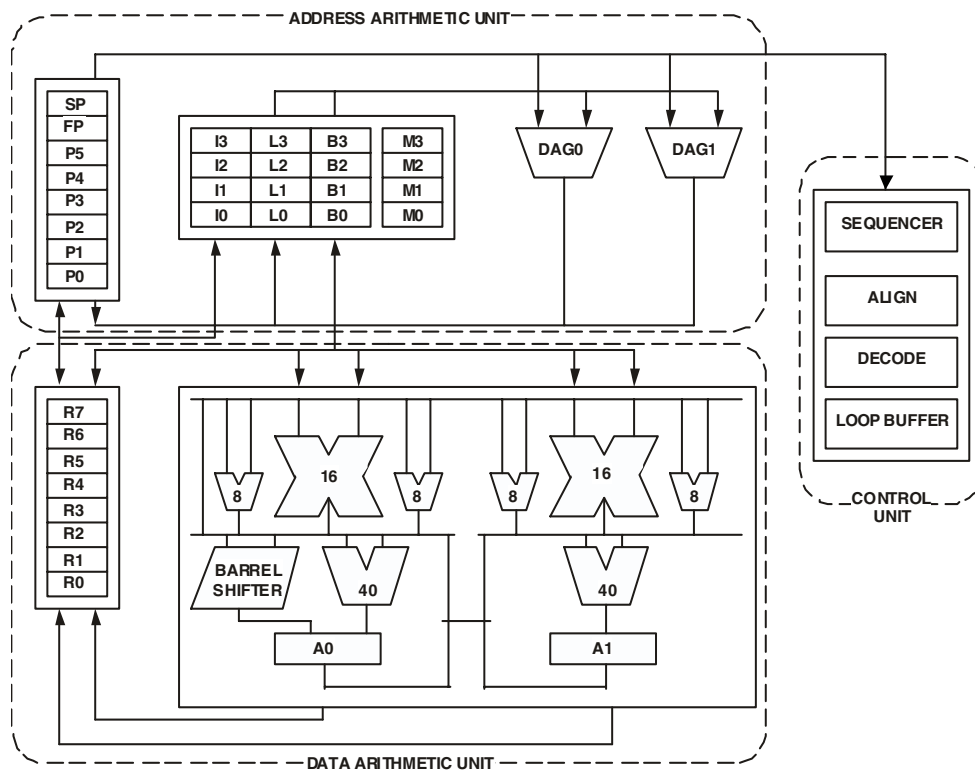 ADDRESS ARITHMETIC UNIT
SP
FP
P5
P4
P3
P2
P1
P0
I3 L3 B3 M3
I2 L2 B2 M2
I1 L1 B1 M1
I0 L0 B0 M0
DAG0
DAG1
SEQUENCER
ALIGN
DECODE
LOOP BUFFER
CONTROL
UNIT
R7
R6
R5
R4
R3
R2
R1
R0
8
16
8
8
16
8
BARREL
SHIFTER
40
40
A0
A1
DATA ARITHMETIC UNIT